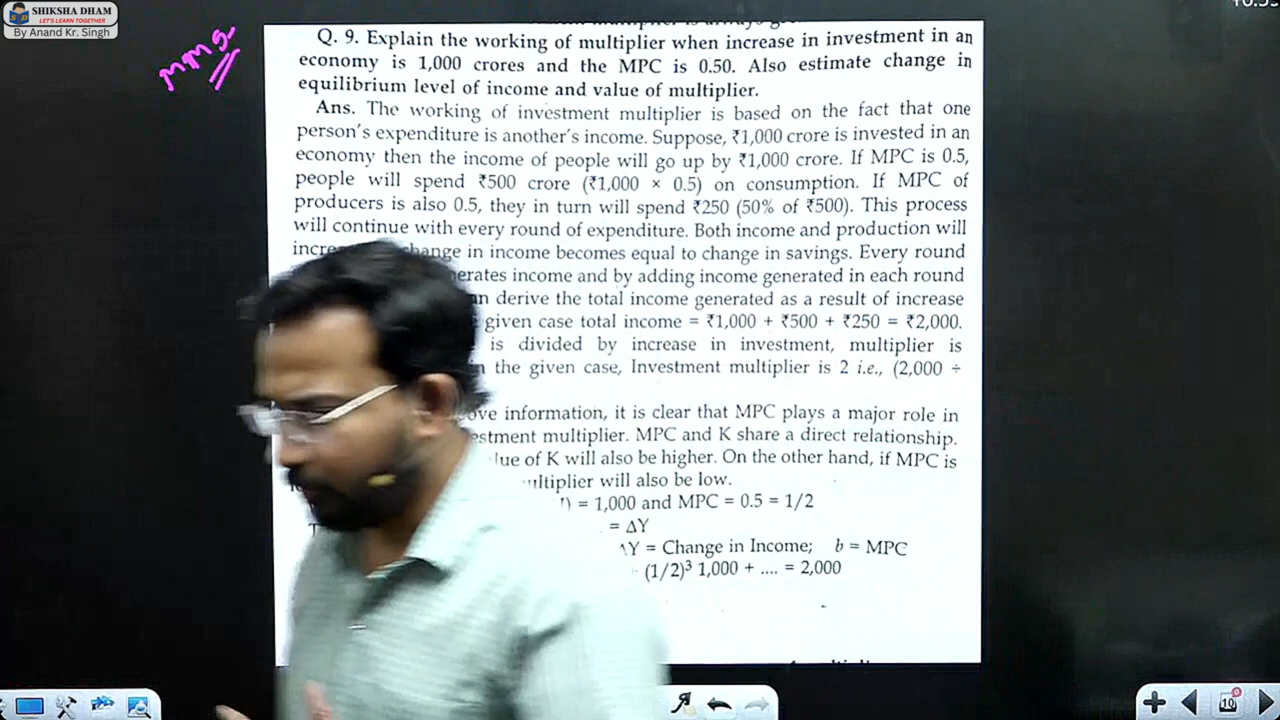 SHIKSHA DHAM
LET'S LEARN TOGETHER
By Anand Kr. Singh
Q. 9. Explain the working of multiplier when increase in investment in an
economy is 1,000 crores and the MPC is 0.50. Also estimate change in
equilibrium level of income and value of multiplier.
Ans. The working of investment multiplier is based on the fact that one
person's expenditure is another's income. Suppose, ₹1,000 crore is invested in an
economy then the income of people will go up by ₹1,000 crore. If MPC is 0.5,
people will spend ₹500 crore (₹1,000 × 0.5) on consumption. If MPC of
producers is also 0.5, they in turn will spend ₹250 (50% of ₹500). This process
will continue with every round of expenditure. Both income and production will
in income becomes equal to change in savings. Every round
income and by adding income generated in each round
derive the total income generated as a result of increase
given case total income = ₹1,000 + ₹500 + ₹250 = ₹2,000.
is divided by increase in investment, multiplier is
the given case, Investment multiplier is 2 i.e., (2,000 ÷
information, it is clear that MPC plays a major role in
multiplier. MPC and K share a direct relationship.
of K will also be higher. On the other hand, if MPC is
will also be low.
= 1,000 and MPC = 0.5 = 1/2
= ΔY
= Change in Income; b = MPC
(1/2)³ 1,000 + .... = 2,000
10